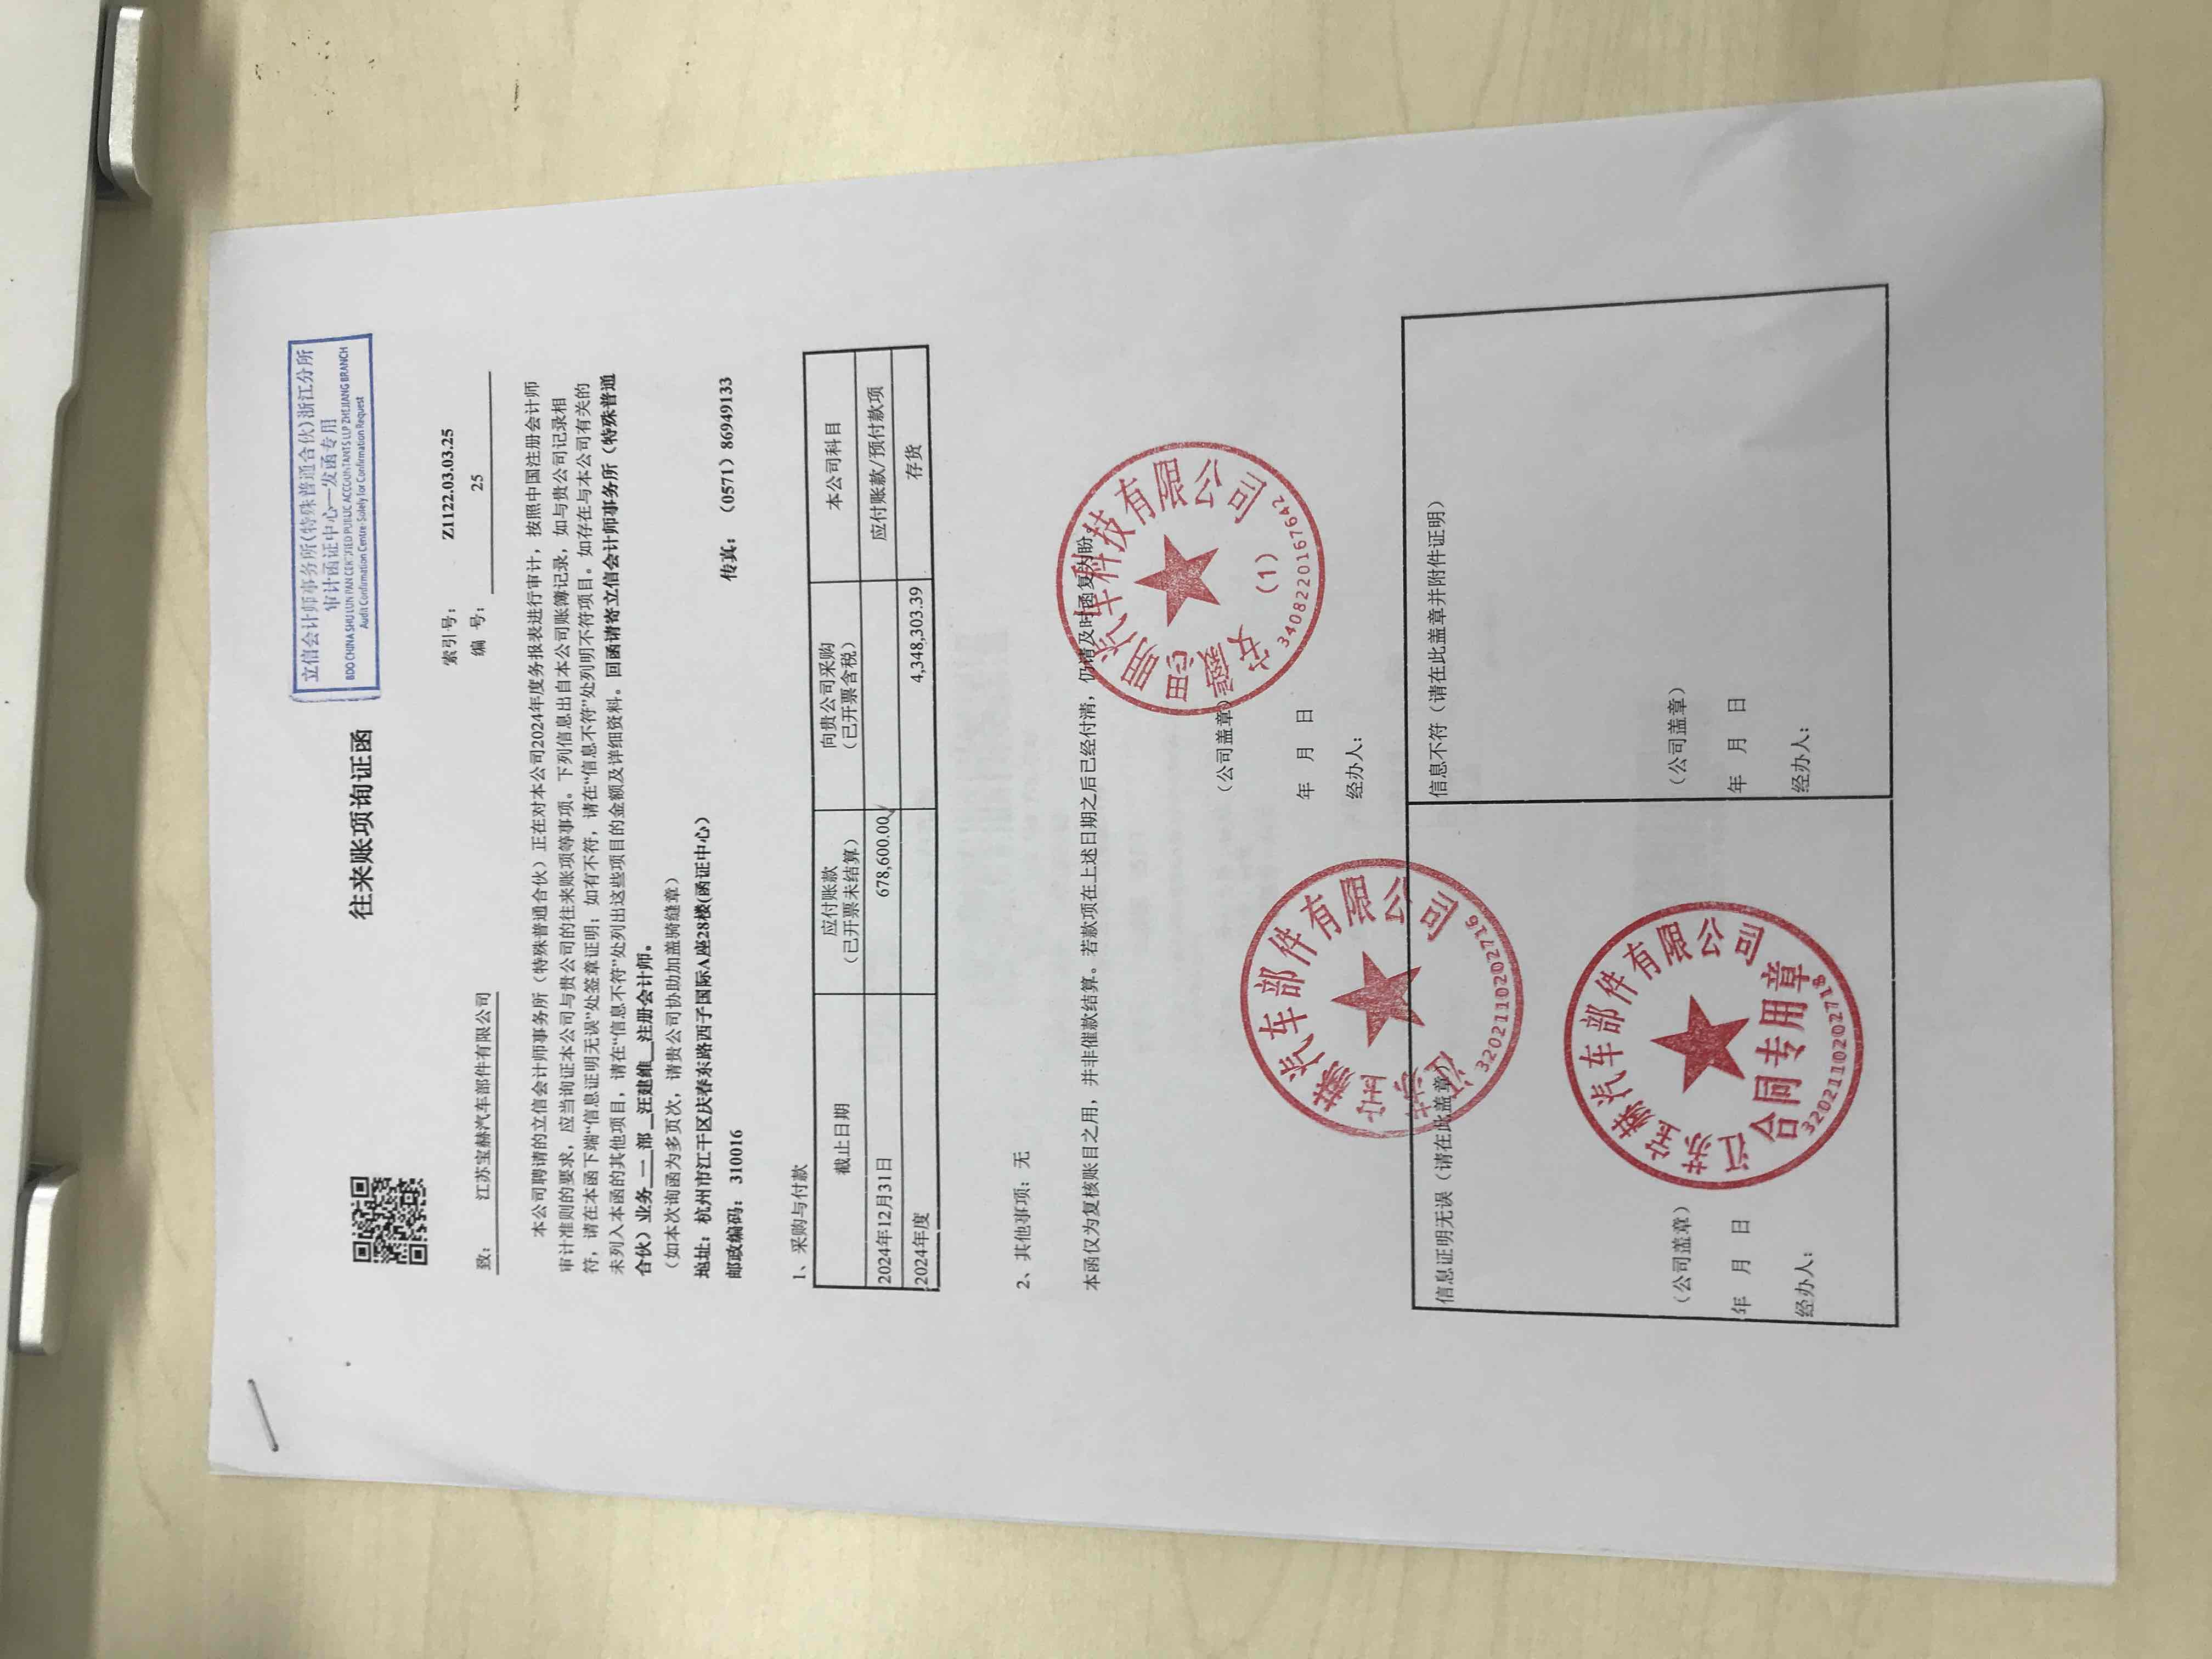 立信会计师事务所(特殊普通合伙)浙江分所
审计函证中心—发函专用
BDO CHINA SHU LUN PAN CERTIFIED PUBLIC ACCOUNTANTS LLP ZHEJIANG BRANCH
Audit Confirmation Centre-Solely for Confirmation Request
往来账项询证函
索引号： Z1122.03.03.25
编 号： 25
致： 江苏宝赫汽车部件有限公司
本公司聘请的立信会计师事务所（特殊普通合伙）正在对本公司2024年度务报表进行审计，按照中国注册会计师
审计准则的要求，应当询证本公司与贵公司的往来账项等事项。下列信息出自本公司账簿记录，如与贵公司记录相
符，请在本函下端“信息证明无误”处签章证明；如有不符，请在“信息不符”处列明不符项目。如存在与本公司有关的
未列入本函的其他项目，请在“信息不符”处列出这些项目的金额及详细资料。回函请寄立信会计师事务所（特殊普通
合伙）业务 一 部 汪建维 注册会计师。
（如本次询函为多页次，请贵公司协助加盖骑缝章）
地址：杭州市江干区庆春东路西子国际A座28楼(函证中心）
邮政编码： 310016 传真：（0571）86949133
1、采购与付款
截止日期 应付账款（已开票未结算） 向贵公司采购（已开票含税） 本公司科目
2024年12月31日 678,600.00 应付账款/预付款项
2024年度 4,348,303.39 存货
2、其他事项：无
本函仅为复核账目之用，并非催款结算。若款项在上述日期之后已经付清，仍请及时函复为盼。
安徽思明汽车科技有限公司
（1）
3408220167642
（公司盖章）
年 月 日
经办人：
江苏宝赫汽车部件有限公司
3202110202716
信息证明无误（请在此盖章）
江苏宝赫汽车部件有限公司
合同专用章
3202110202718
（公司盖章）
年 月 日
经办人：
信息不符（请在此盖章并附件证明）
（公司盖章）
年 月 日
经办人：